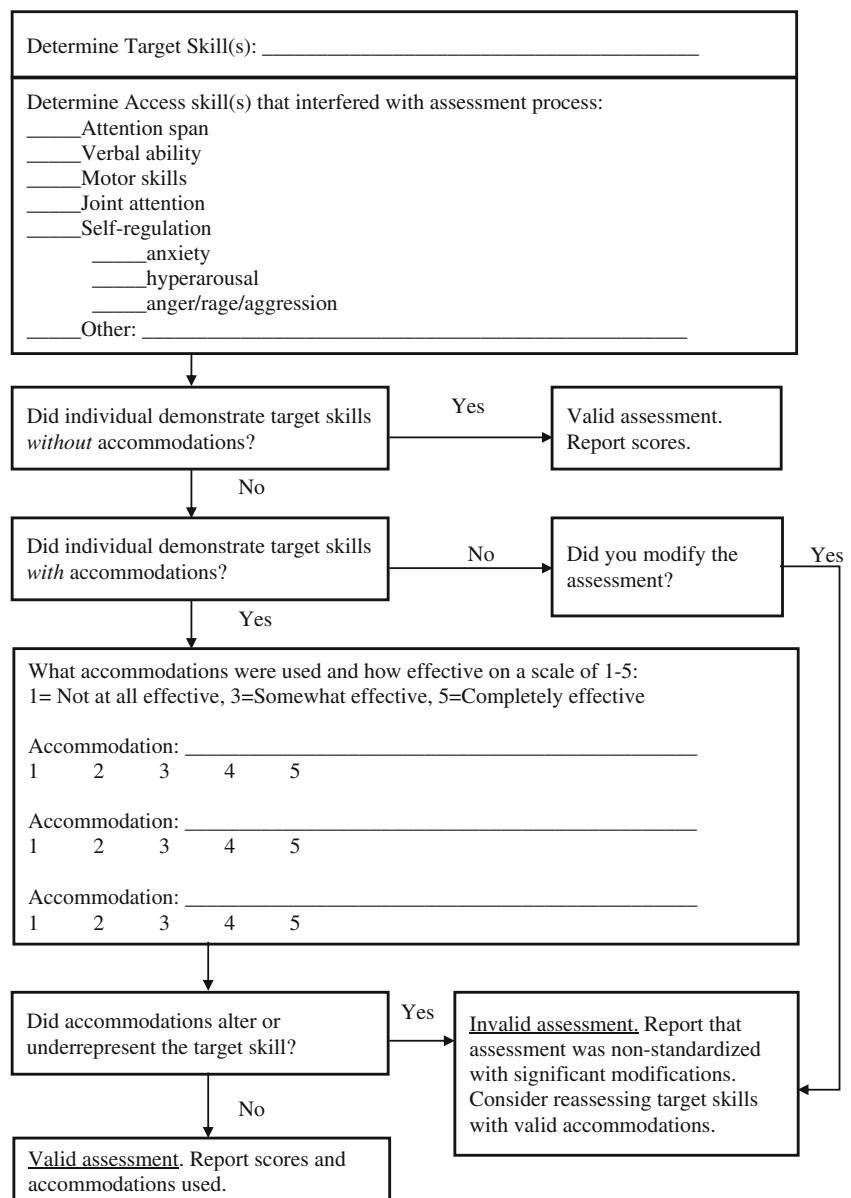 Determine Target Skill(s): ________________________________________
Determine Access skill(s) that interfered with assessment process:
_____Attention span
_____Verbal ability
_____Motor skills
_____Joint attention
_____Self-regulation
_____anxiety
_____hyperarousal
_____anger/rage/aggression
_____Other: __________________________________________________
Did individual demonstrate target skills
without accommodations?
Yes
Valid assessment.
Report scores.
No
Did individual demonstrate target skills
with accommodations?
No
Did you modify the
assessment?
Yes
Yes
What accommodations were used and how effective on a scale of 1-5:
1= Not at all effective, 3=Somewhat effective, 5=Completely effective
Accommodation: _______________________________________________
1 2 3 4 5
Accommodation: _______________________________________________
1 2 3 4 5
Accommodation: _______________________________________________
1 2 3 4 5
Did accommodations alter or
underrepresent the target skill?
Yes
Invalid assessment. Report that
assessment was non-standardized
with significant modifications.
Consider reassessing target skills
with valid accommodations.
No
Valid assessment. Report scores and
accommodations used.